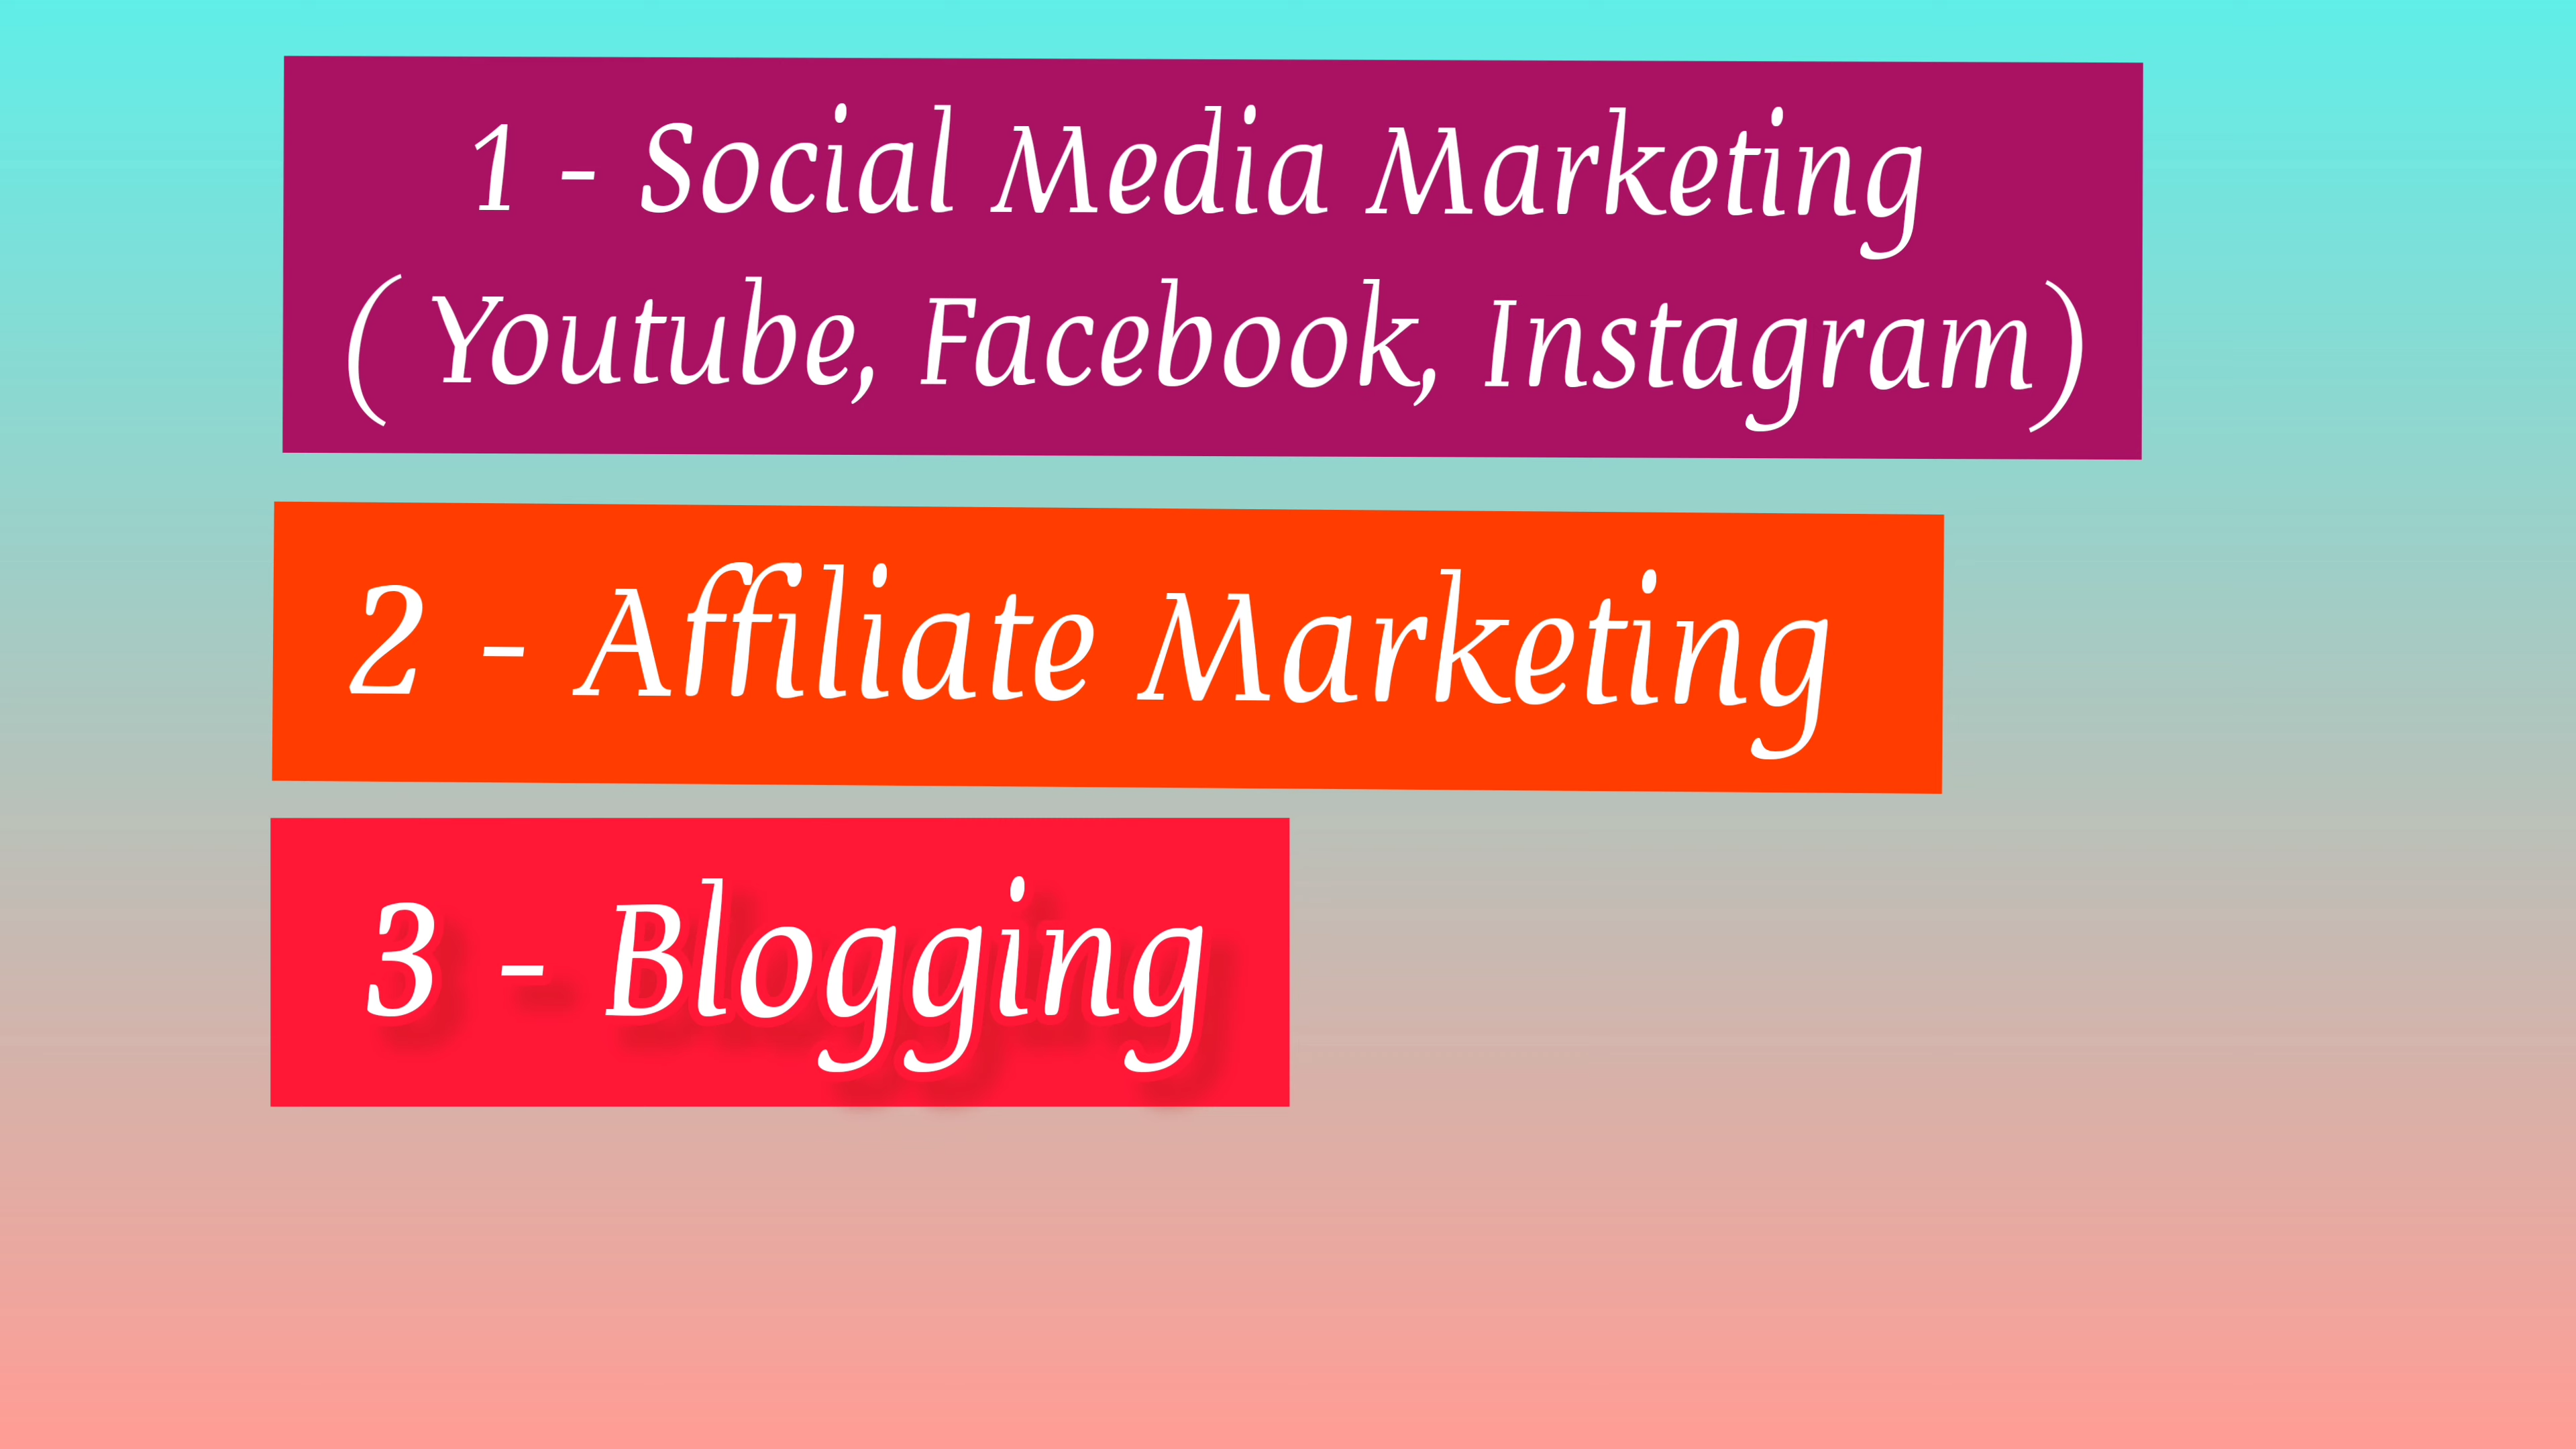 1 - Social Media Marketing
( Youtube, Facebook, Instagram)
2 - Affiliate Marketing
3 - Blogging